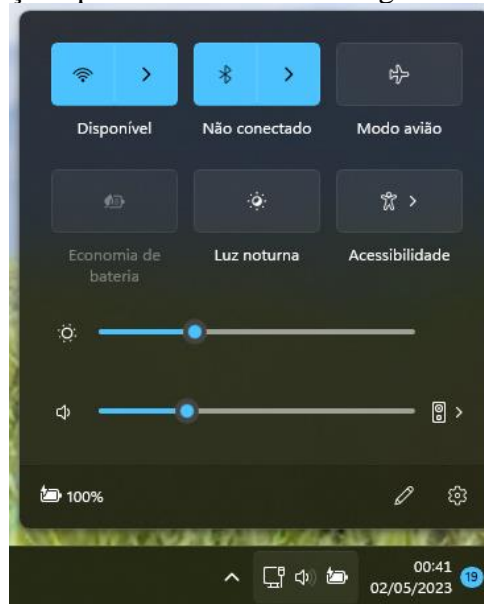 Disponível
Não conectado
Modo avião
Economia de
bateria
Luz noturna
Acessibilidade
100%
00:41
02/05/2023
19